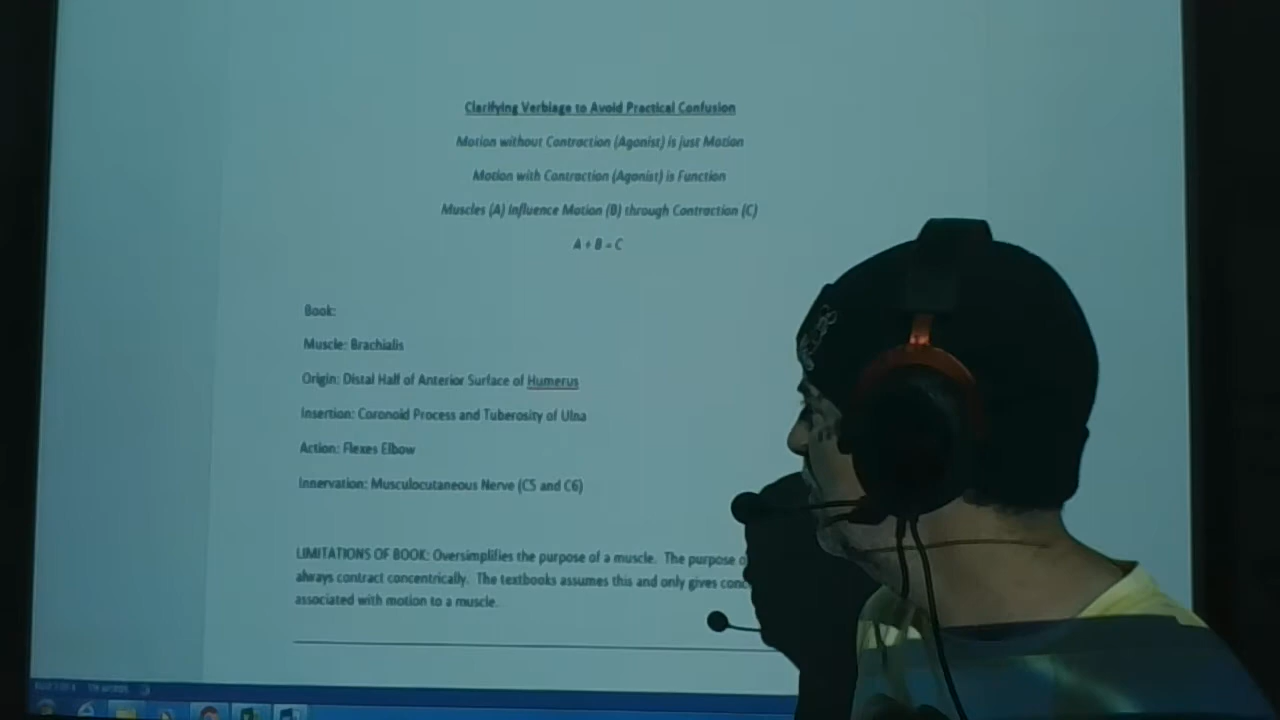 Clarifying Verbiage to Avoid Practical Confusion
Motion without Contraction (Agonist) is just Motion
Motion with Contraction (Agonist) is Function
Muscles (A) Influence Motion (B) through Contraction (C)
A + B = C
Book:
Muscle: Brachialis
Origin: Distal Half of Anterior Surface of Humerus
Insertion: Coronoid Process and Tuberosity of Ulna
Action: Flexes Elbow
Innervation: Musculocutaneous Nerve (C5 and C6)
LIMITATIONS OF BOOK: Oversimplifies the purpose of a muscle. The purpose
always contract concentrically. The textbooks assumes this and only gives
associated with motion to a muscle.